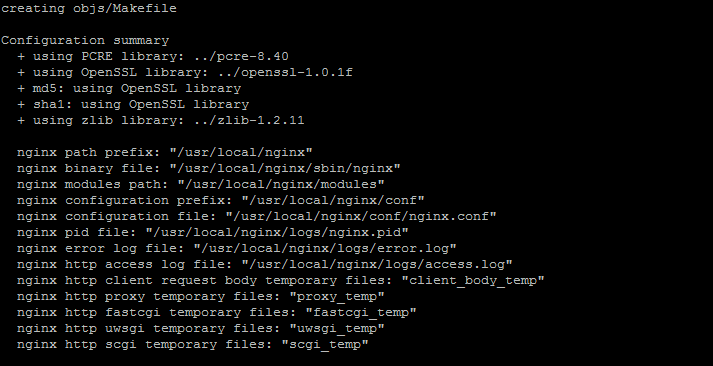 creating objs/Makefile
Configuration summary
+ using PCRE library: ../pcre-8.40
+ using OpenSSL library: ../openssl-1.0.1f
+ md5: using OpenSSL library
+ sha1: using OpenSSL library
+ using zlib library: ../zlib-1.2.11
nginx path prefix: "/usr/local/nginx"
nginx binary file: "/usr/local/nginx/sbin/nginx"
nginx modules path: "/usr/local/nginx/modules"
nginx configuration prefix: "/usr/local/nginx/conf"
nginx configuration file: "/usr/local/nginx/conf/nginx.conf"
nginx pid file: "/usr/local/nginx/logs/nginx.pid"
nginx error log file: "/usr/local/nginx/logs/error.log"
nginx http access log file: "/usr/local/nginx/logs/access.log"
nginx http client request body temporary files: "client_body_temp"
nginx http proxy temporary files: "proxy_temp"
nginx http fastcgi temporary files: "fastcgi_temp"
nginx http uwsgi temporary files: "uwsgi_temp"
nginx http scgi temporary files: "scgi_temp"